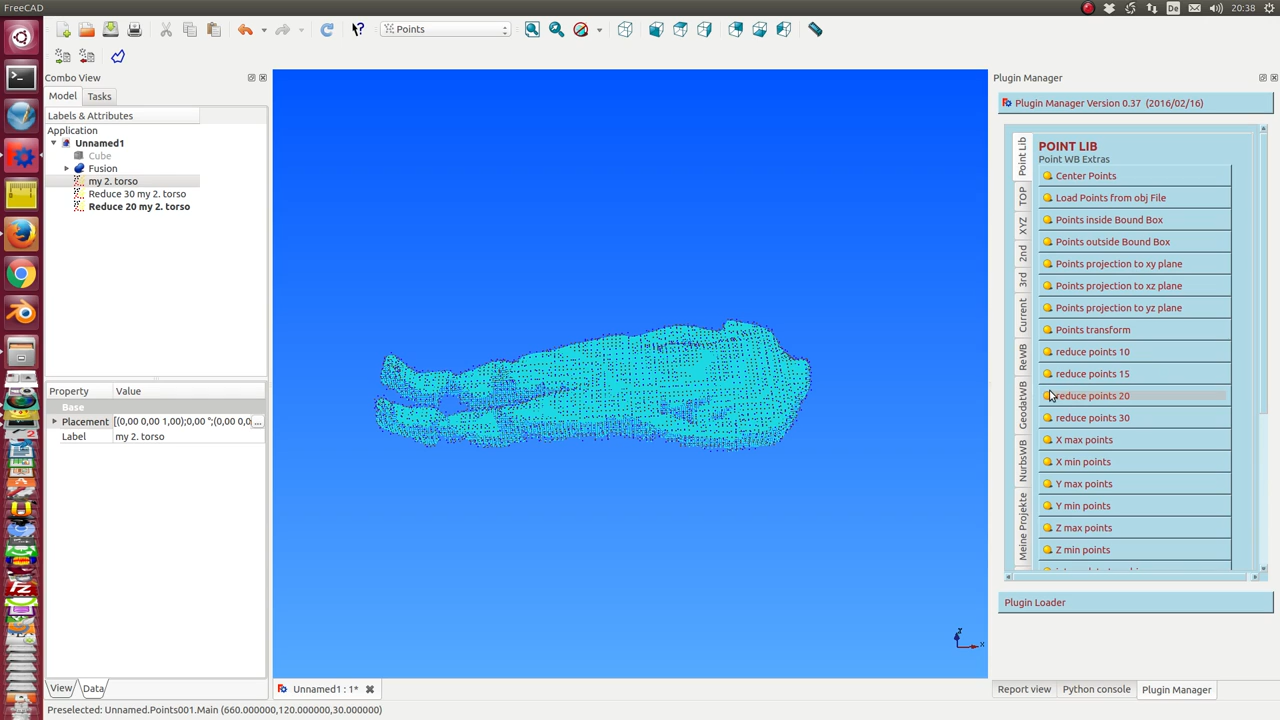 FreeCAD
De
20:38
Points
Combo View
Plugin Manager
Model
Tasks
Plugin Manager Version 0.37 (2016/02/16)
Labels & Attributes
Application
Unnamed1
Cube
Fusion
my 2. torso
Reduce 30 my 2. torso
Reduce 20 my 2. torso
Point Lib
TOP
XYZ
2nd
3rd
Current
ReWB
GeodatWB
NurbsWB
Meine Projekte
POINT LIB
Point WB Extras
Center Points
Load Points from obj File
Points inside Bound Box
Points outside Bound Box
Points projection to xy plane
Points projection to xz plane
Points projection to yz plane
Points transform
reduce points 10
reduce points 15
reduce points 20
reduce points 30
X max points
X min points
Y max points
Y min points
Z max points
Z min points
Property Value
Base
Placement [(0,00 0,00 1,00);0,00 °;(0,00 0,0 ...
Label my 2. torso
Plugin Loader
Z
X
View
Data
Unnamed1 : 1*
Report view
Python console
Plugin Manager
Preselected: Unnamed.Points001.Main (660.000000,120.000000,30.000000)